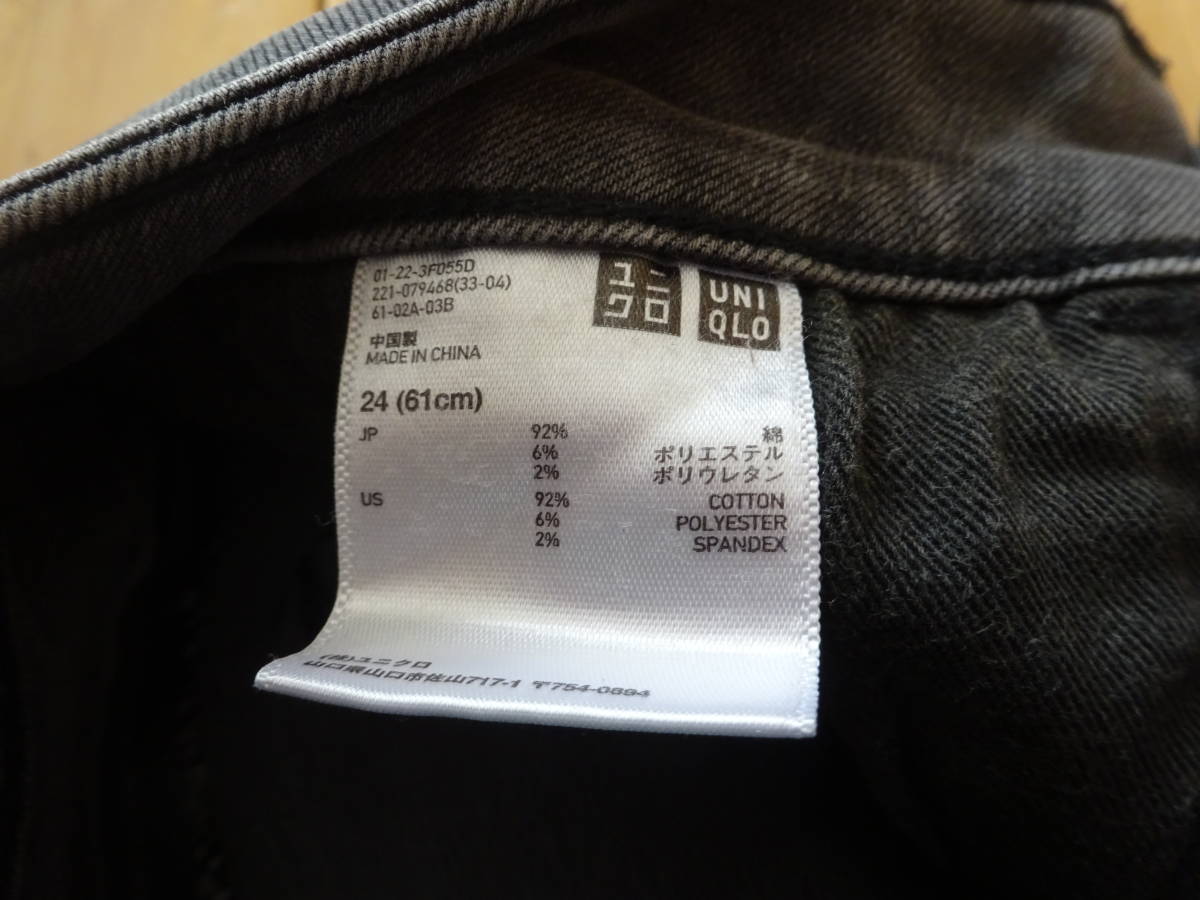 01-22-3F055D
221-079468(33-04)
61-02A-03B
ユニ
クロ
UNI
QLO
中国製
MADE IN CHINA
24 (61cm)
JP 92% 綿
6% ポリエステル
2% ポリウレタン
US 92% COTTON
6% POLYESTER
2% SPANDEX
(株)ユニクロ
山口県山口市佐山717-1 〒754-0894